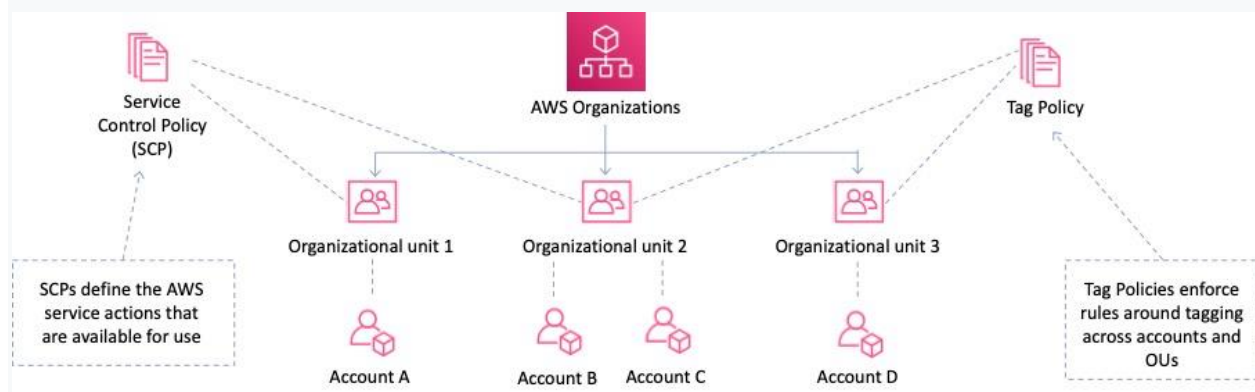 AWS Organizations
Service
Control Policy
(SCP)
Tag Policy
Organizational unit 1
Organizational unit 2
Organizational unit 3
SCPs define the AWS
service actions that
are available for use
Tag Policies enforce
rules around tagging
across accounts and
OUs
Account A
Account B
Account C
Account D